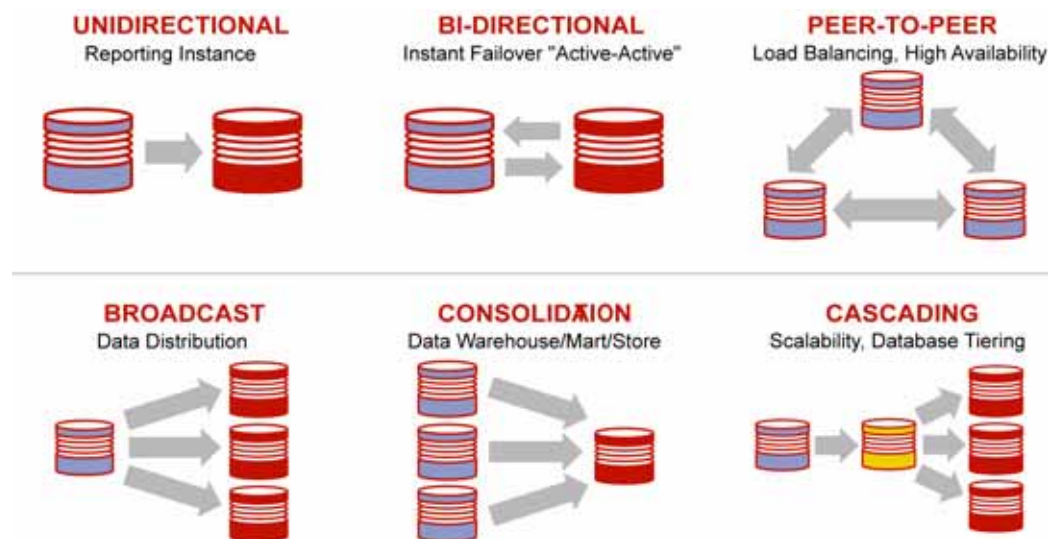 UNIDIRECTIONAL
Reporting Instance
BI-DIRECTIONAL
Instant Failover "Active-Active"
PEER-TO-PEER
Load Balancing, High Availability
BROADCAST
Data Distribution
CONSOLIDATION
Data Warehouse/Mart/Store
CASCADING
Scalability, Database Tiering